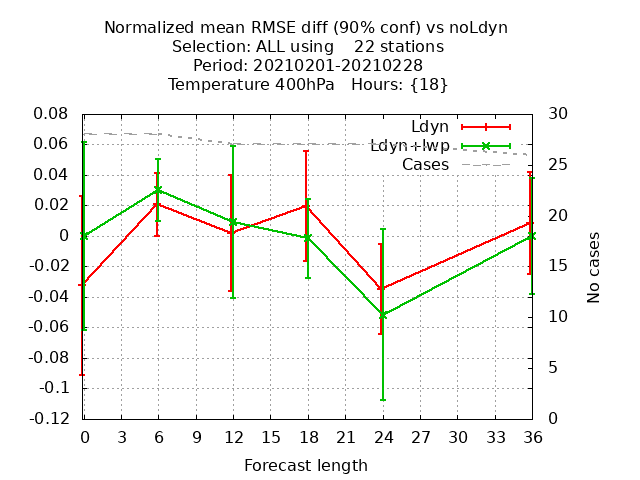 Normalized mean RMSE diff (90% conf) vs noLdyn
Selection: ALL using 22 stations
Period: 20210201-20210228
Temperature 400hPa Hours: {18}
0.08
0.06
0.04
0.02
0
-0.02
-0.04
-0.06
-0.08
-0.1
-0.12
Ldyn
Ldyn+lwp
Cases
30
25
20
15
10
5
0
No cases
0 3 6 9 12 15 18 21 24 27 30 33 36
Forecast length